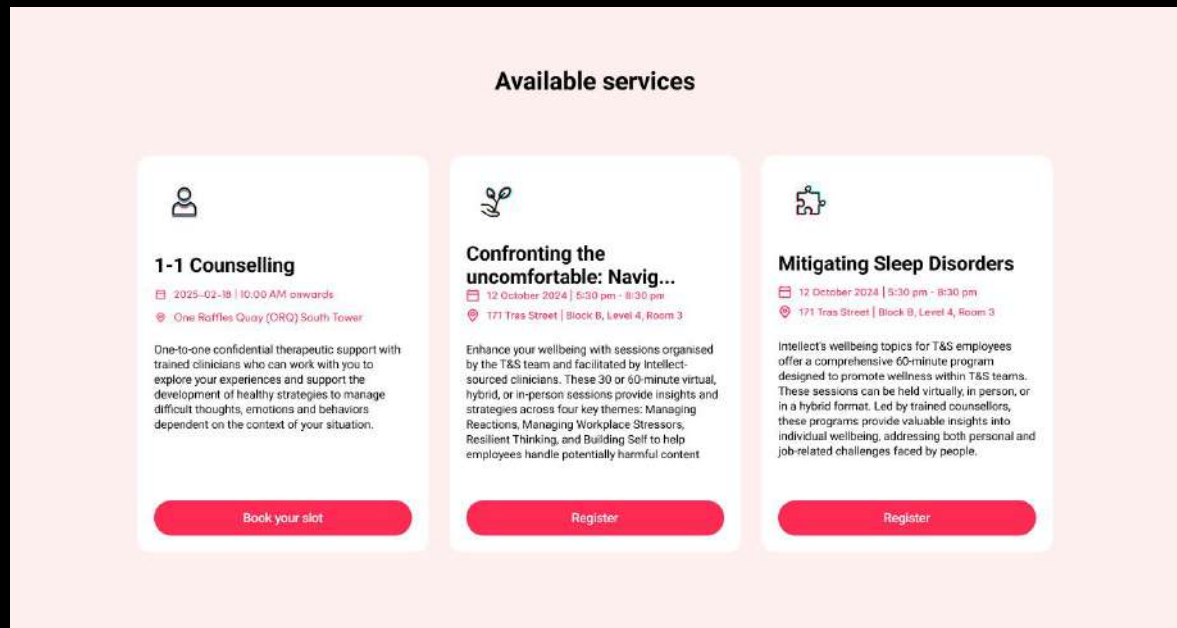 Available services
1-1 Counselling
2025-02-18 | 10.00 AM onwards
One Raffles Quay (ORQ) South Tower
One-to-one confidential therapeutic support with
trained clinicians who can work with you to
explore your experiences and support the
development of healthy strategies to manage
difficult thoughts, emotions and behaviors
dependent on the context of your situation.
Book your slot
Confronting the
uncomfortable: Navig...
12 October 2024 | 5:30 pm - 8:30 pm
171 Tras Street | Block B, Level 4, Room 3
Enhance your wellbeing with sessions organised
by the T&S team and facilitated by Intellect-
sourced clinicians. These 30 or 60-minute virtual,
hybrid, or in-person sessions provide insights and
strategies across four key themes: Managing
Reactions, Managing Workplace Stressors,
Resilient Thinking, and Building Self to help
employees handle potentially harmful content
Register
Mitigating Sleep Disorders
12 October 2024 | 5:30 pm - 8:30 pm
171 Tras Street | Block B, Level 4, Room 3
Intellect's wellbeing topics for T&S employees
offer a comprehensive 60-minute program
designed to promote wellness within T&S teams.
These sessions can be held virtually, in person, or
in a hybrid format. Led by trained counsellors,
these programs provide valuable insights into
individual wellbeing, addressing both personal and
job-related challenges faced by people.
Register